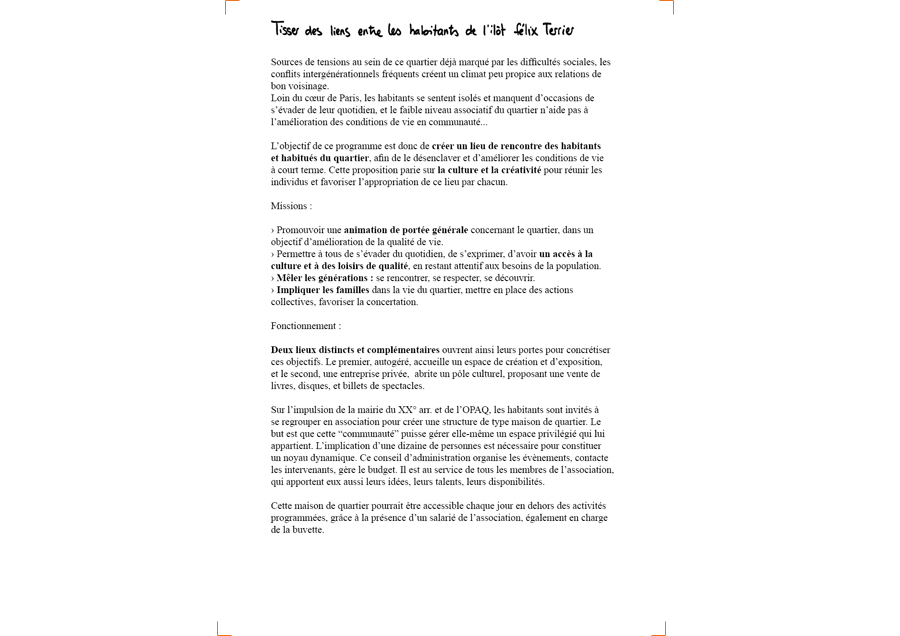 Tisser des liens entre les habitants de l'ilôt félix Terrier
Sources de tensions au sein de ce quartier déjà marqué par les difficultés sociales, les
conflits intergénérationnels fréquents créent un climat peu propice aux relations de
bon voisinage.
Loin du cœur de Paris, les habitants se sentent isolés et manquent d’occasions de
s’évader de leur quotidien, et le faible niveau associatif du quartier n’aide pas à
l’amélioration des conditions de vie en communauté...
L’objectif de ce programme est donc de créer un lieu de rencontre des habitants
et habitués du quartier, afin de le désenclaver et d’améliorer les conditions de vie
à court terme. Cette proposition parie sur la culture et la créativité pour réunir les
individus et favoriser l’appropriation de ce lieu par chacun.
Missions :
› Promouvoir une animation de portée générale concernant le quartier, dans un
objectif d’amélioration de la qualité de vie.
› Permettre à tous de s’évader du quotidien, de s’exprimer, d’avoir un accès à la
culture et à des loisirs de qualité, en restant attentif aux besoins de la population.
› Mêler les générations : se rencontrer, se respecter, se découvrir.
› Impliquer les familles dans la vie du quartier, mettre en place des actions
collectives, favoriser la concertation.
Fonctionnement :
Deux lieux distincts et complémentaires ouvrent ainsi leurs portes pour concrétiser
ces objectifs. Le premier, autogéré, accueille un espace de création et d’exposition,
et le second, une entreprise privée, abrite un pôle culturel, proposant une vente de
livres, disques, et billets de spectacles.
Sur l’impulsion de la mairie du XX° arr. et de l’OPAQ, les habitants sont invités à
se regrouper en association pour créer une structure de type maison de quartier. Le
but est que cette “communauté” puisse gérer elle-même un espace privilégié qui lui
appartient. L’implication d’une dizaine de personnes est nécessaire pour constituer
un noyau dynamique. Ce conseil d’administration organise les évènements, contacte
les intervenants, gère le budget. Il est au service de tous les membres de l’association,
qui apportent eux aussi leurs idées, leurs talents, leurs disponibilités.
Cette maison de quartier pourrait être accessible chaque jour en dehors des activités
programmées, grâce à la présence d’un salarié de l’association, également en charge
de la buvette.